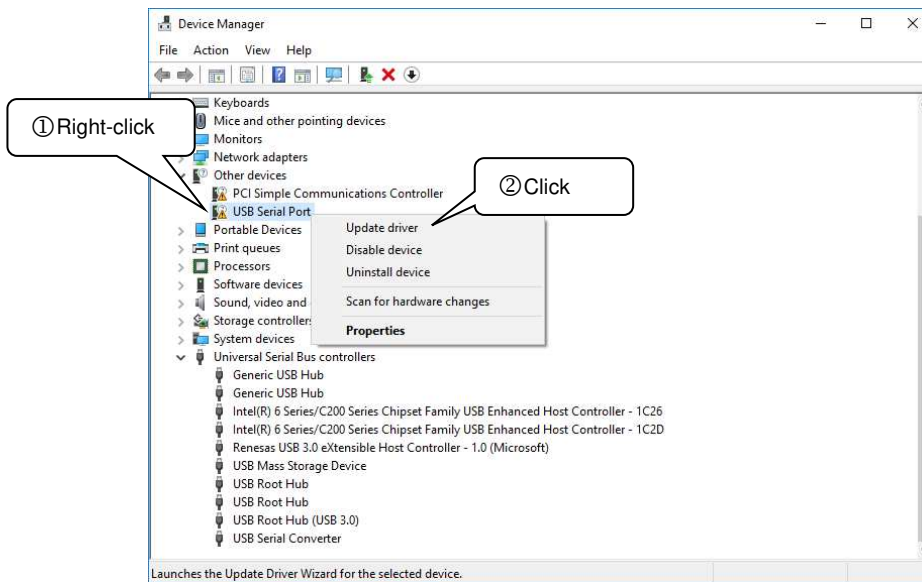 Device Manager
File Action View Help
Keyboards
Mice and other pointing devices
Monitors
Network adapters
Other devices
PCI Simple Communications Controller
USB Serial Port
Portable Devices
Print queues
Processors
Software devices
Sound, video and
Storage controllers
System devices
Universal Serial Bus controllers
Generic USB Hub
Generic USB Hub
Intel(R) 6 Series/C200 Series Chipset Family USB Enhanced Host Controller - 1C26
Intel(R) 6 Series/C200 Series Chipset Family USB Enhanced Host Controller - 1C2D
Renesas USB 3.0 eXtensible Host Controller - 1.0 (Microsoft)
USB Mass Storage Device
USB Root Hub
USB Root Hub
USB Root Hub (USB 3.0)
USB Serial Converter
①Right-click
②Click
Update driver
Disable device
Uninstall device
Scan for hardware changes
Properties
Launches the Update Driver Wizard for the selected device.